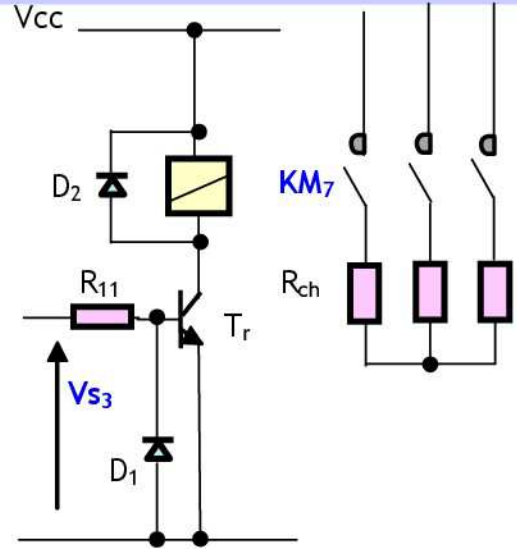 Vcc
D₂
KM₇
R₁₁
Rch
Tr
Vs₃
D₁